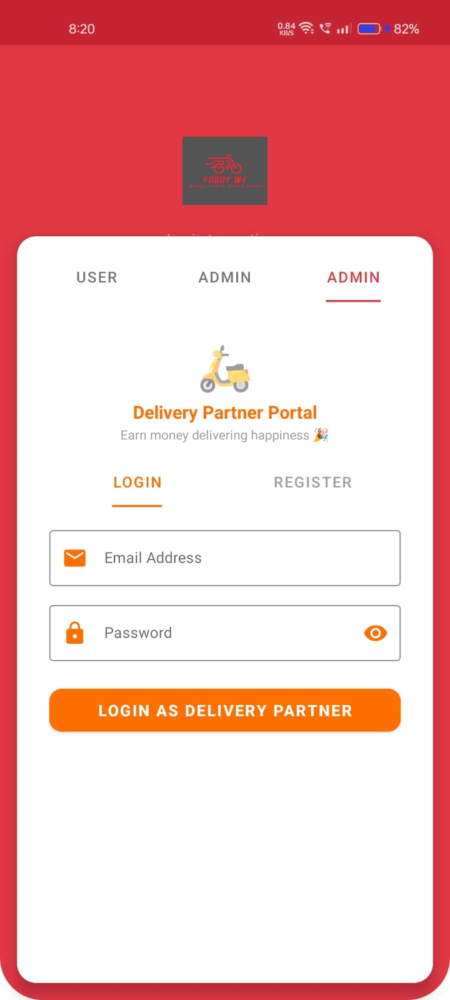 8:20
0.84
KB/S
82%
FOODY WE
USER
ADMIN
ADMIN
Delivery Partner Portal
Earn money delivering happiness 🎉
LOGIN
REGISTER
Email Address
Password
LOGIN AS DELIVERY PARTNER